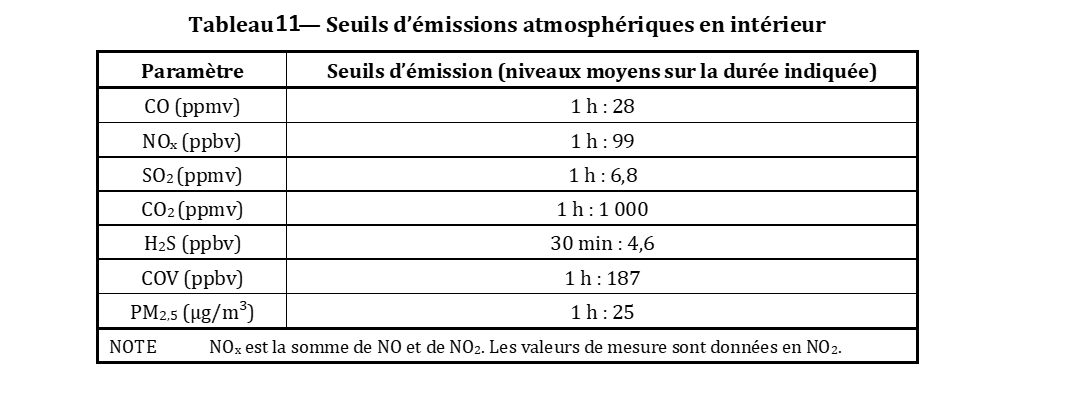 Tableau11— Seuils d’émissions atmosphériques en intérieur
Paramètre Seuils d’émission (niveaux moyens sur la durée indiquée)
CO (ppmv) 1 h : 28
NOₓ (ppbv) 1 h : 99
SO₂ (ppmv) 1 h : 6,8
CO₂ (ppmv) 1 h : 1 000
H₂S (ppbv) 30 min : 4,6
COV (ppbv) 1 h : 187
PM₂,₅ (µg/m³) 1 h : 25
NOTE NOₓ est la somme de NO et de NO₂. Les valeurs de mesure sont données en NO₂.